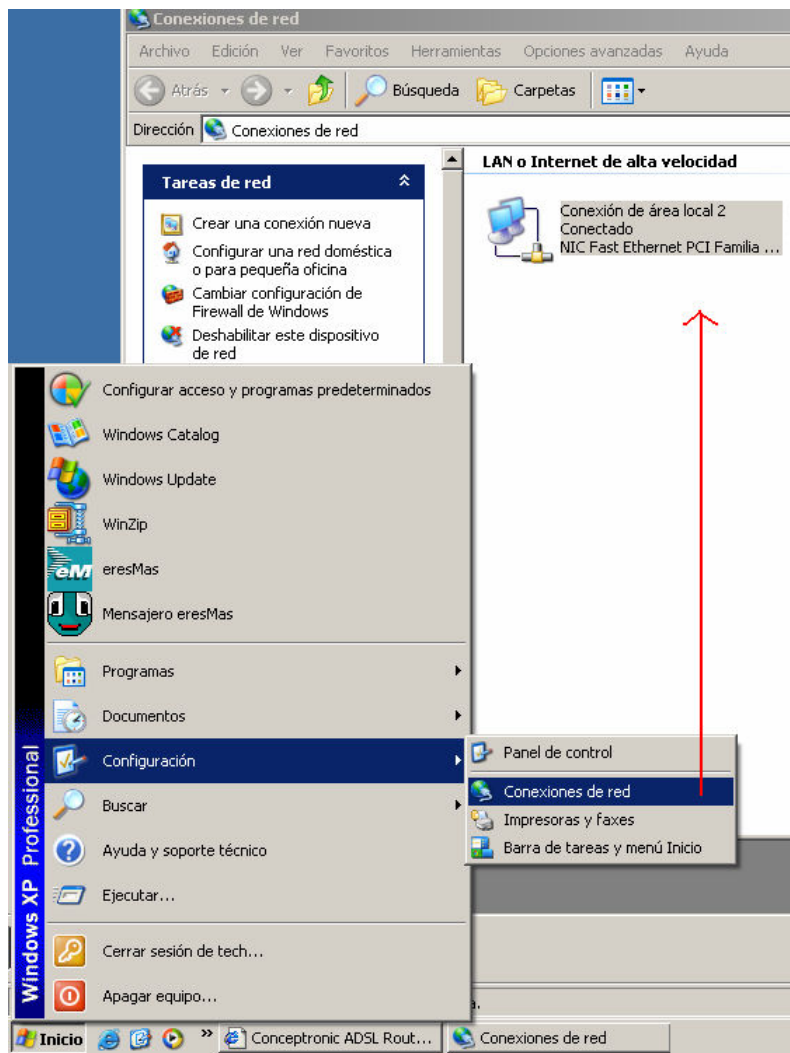 Conexiones de red
Archivo Edición Ver Favoritos Herramientas Opciones avanzadas Ayuda
Atrás Búsqueda Carpetas
Dirección Conexiones de red
Tareas de red
Crear una conexión nueva
Configurar una red doméstica
o para pequeña oficina
Cambiar configuración de
Firewall de Windows
Deshabilitar este dispositivo
de red
LAN o Internet de alta velocidad
Conexión de área local 2
Conectado
NIC Fast Ethernet PCI Familia ...
Configurar acceso y programas predeterminados
Windows Catalog
Windows Update
WinZip
eM eresMas
Mensajero eresMas
Programas
Documentos
Configuración
Buscar
Ayuda y soporte técnico
Ejecutar...
Cerrar sesión de tech...
Apagar equipo...
Windows XP Professional
Panel de control
Conexiones de red
Impresoras y faxes
Barra de tareas y menú Inicio
a.
Inicio » Conceptronic ADSL Rout... Conexiones de red